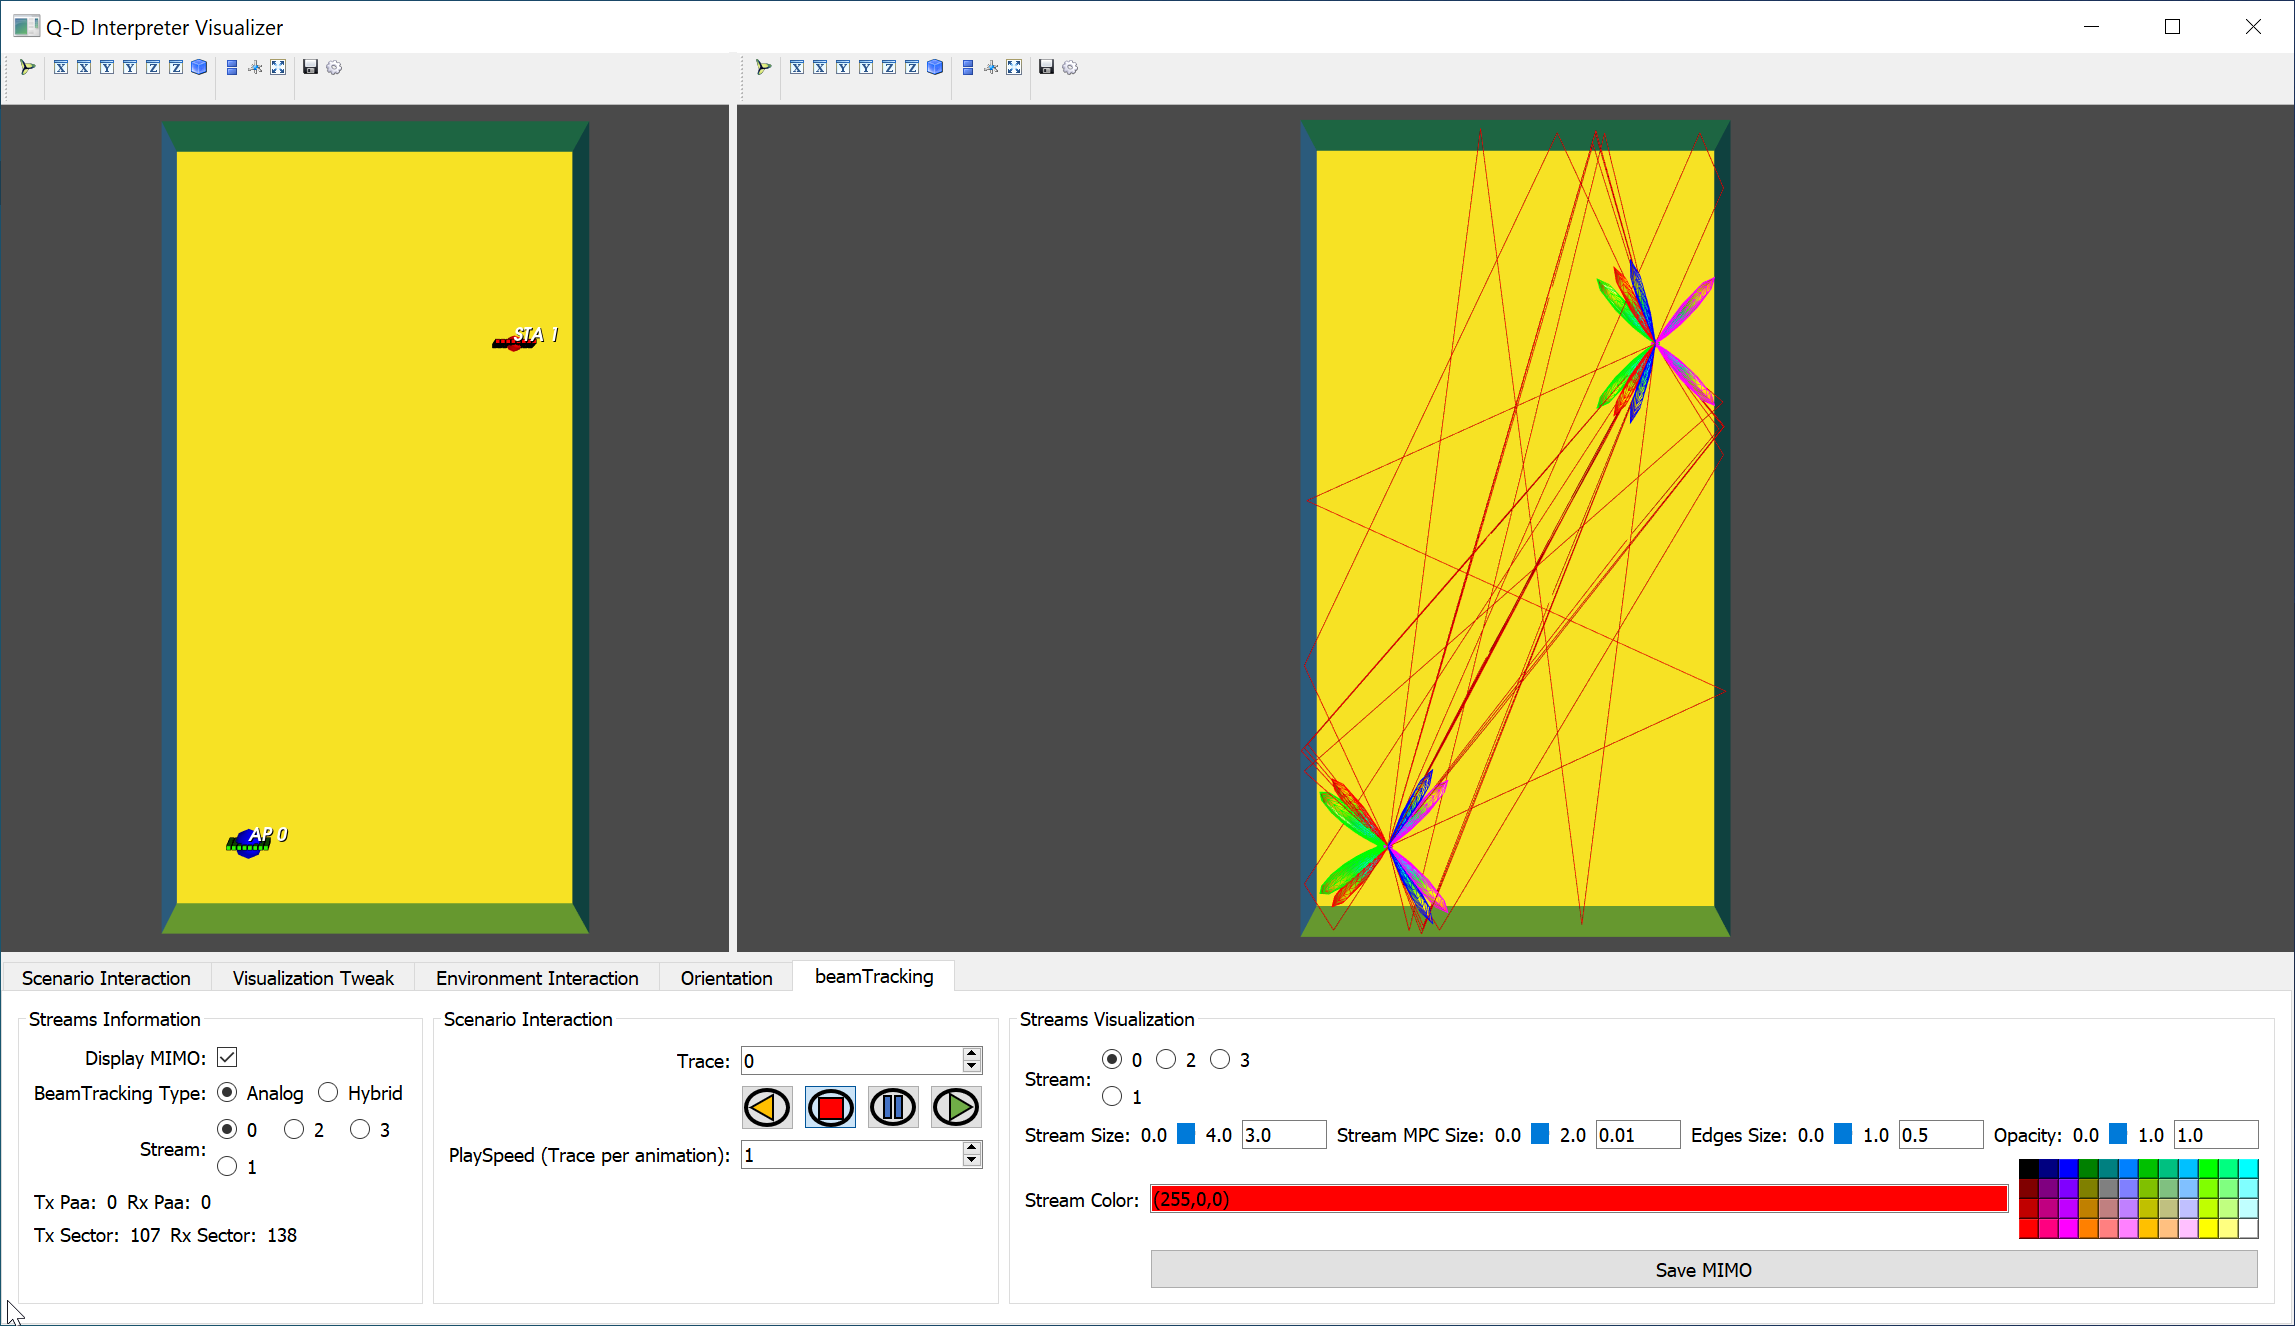 Q-D Interpreter Visualizer
X X Y Y Z Z X X Y Y Z Z
STA 1
AP 0
Scenario Interaction Visualization Tweak Environment Interaction Orientation beamTracking
Streams Information
Display MIMO:
BeamTracking Type: Analog Hybrid
Stream: 0 2 3
1
Tx Paa: 0 Rx Paa: 0
Tx Sector: 107 Rx Sector: 138
Scenario Interaction
Trace: 0
PlaySpeed (Trace per animation): 1
Streams Visualization
Stream: 0 2 3
1
Stream Size: 0.0 4.0 3.0 Stream MPC Size: 0.0 2.0 0.01 Edges Size: 0.0 1.0 0.5 Opacity: 0.0 1.0 1.0
Stream Color: (255,0,0)
Save MIMO